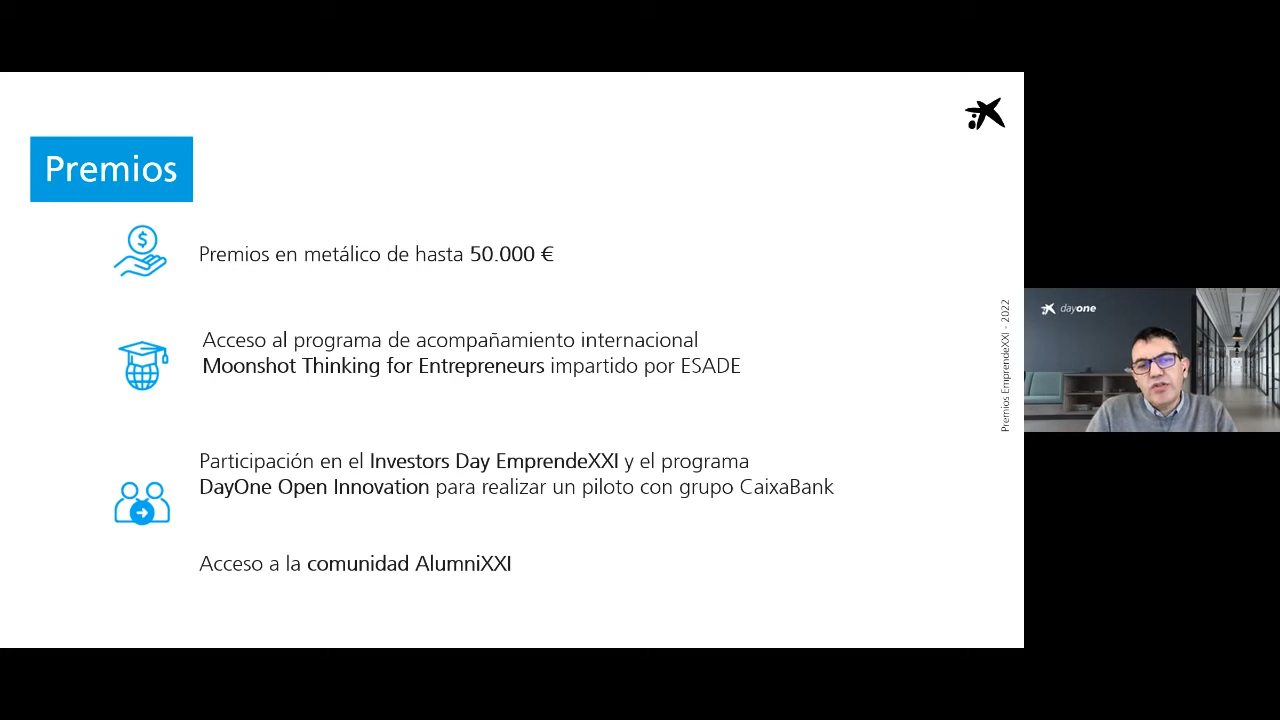 Premios
$
Premios en metálico de hasta 50.000 €
Acceso al programa de acompañamiento internacional
Moonshot Thinking for Entrepreneurs impartido por ESADE
Participación en el Investors Day EmprendeXXI y el programa
DayOne Open Innovation para realizar un piloto con grupo CaixaBank
Acceso a la comunidad AlumniXXI
Premios EmprendeXXI - 2022
dayone